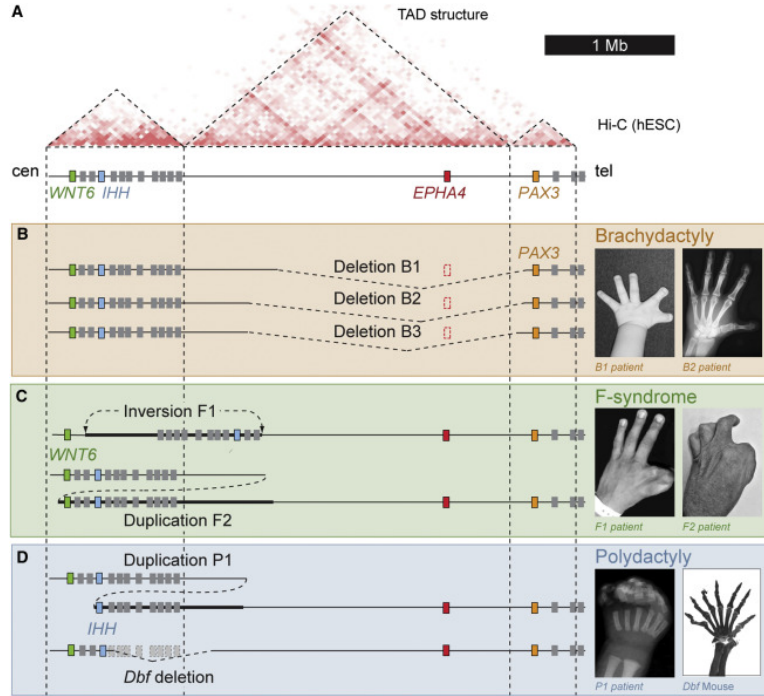 A
TAD structure
1 Mb
Hi-C (hESC)
cen
tel
WNT6 IHH EPHA4 PAX3
B
Brachydactyly
PAX3
Deletion B1
Deletion B2
Deletion B3
B1 patient B2 patient
C
F-syndrome
Inversion F1
WNT6
Duplication F2
F1 patient F2 patient
D
Duplication P1
Polydactyly
IHH
Dbf deletion
P1 patient Dbf Mouse